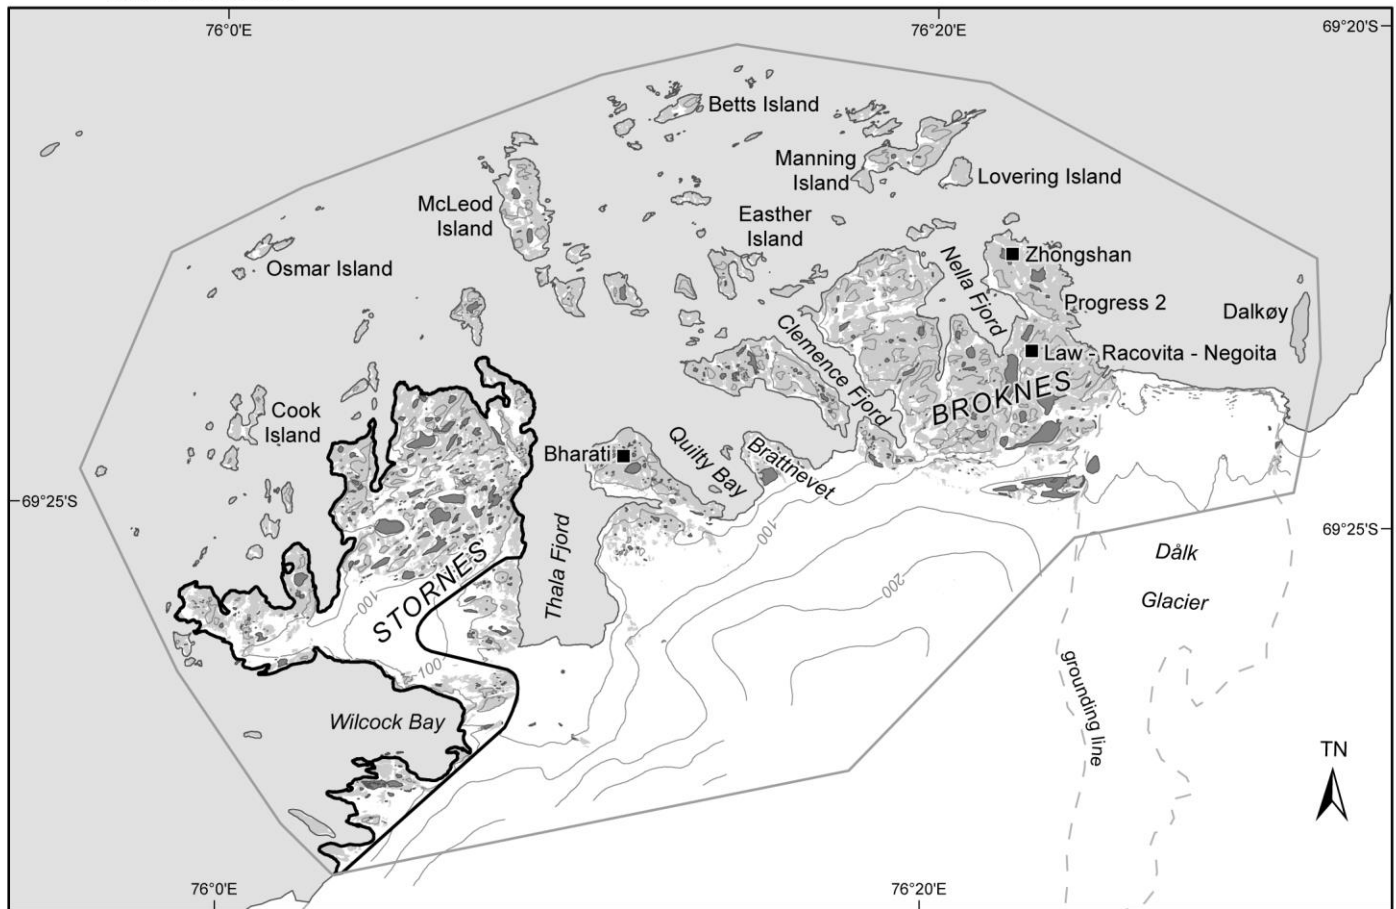 76°0'E
76°20'E
69°20'S
Betts Island
Manning
Island
Lovering Island
McLeod
Island
Easther
Island
Osmar Island
Nella Fjord
Zhongshan
Progress 2
Dalkøy
Clemence Fjord
Law - Racovita - Negoita
BROKNES
Cook
Island
Bharati
Quilty Bay
Brattnevet
69°25'S
69°25'S
100
200
Dålk
Glacier
Thala Fjord
STORNES
100
100
grounding line
Wilcock Bay
TN
76°0'E
76°20'E